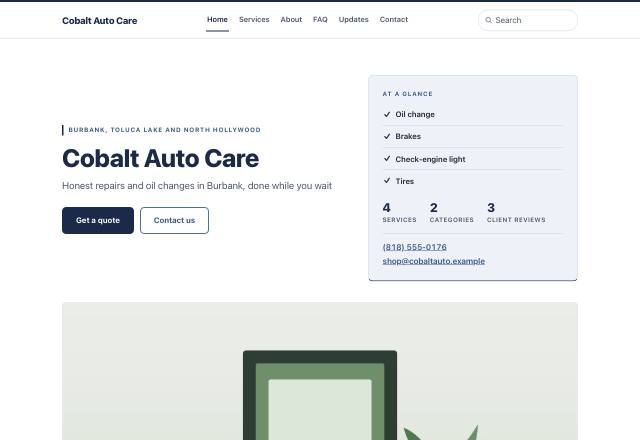 Cobalt Auto Care
Home Services About FAQ Updates Contact
Search
BURBANK, TOLUCA LAKE AND NORTH HOLLYWOOD
Cobalt Auto Care
Honest repairs and oil changes in Burbank, done while you wait
Get a quote
Contact us
AT A GLANCE
Oil change
Brakes
Check-engine light
Tires
4 SERVICES
2 CATEGORIES
3 CLIENT REVIEWS
(818) 555-0176
shop@cobaltauto.example